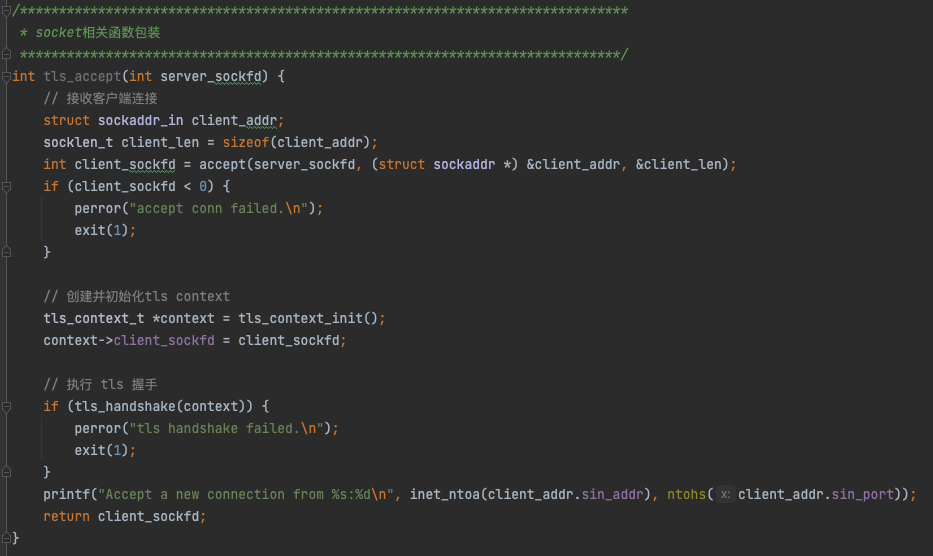 /******************************************************************************
 * socket相关函数包装
 *****************************************************************************/
int tls_accept(int server_sockfd) {
    // 接收客户端连接
    struct sockaddr_in client_addr;
    socklen_t client_len = sizeof(client_addr);
    int client_sockfd = accept(server_sockfd, (struct sockaddr *) &client_addr, &client_len);
    if (client_sockfd < 0) {
        perror("accept conn failed.\n");
        exit(1);
    }
    // 创建并初始化tls context
    tls_context_t *context = tls_context_init();
    context->client_sockfd = client_sockfd;
    // 执行 tls 握手
    if (tls_handshake(context)) {
        perror("tls handshake failed.\n");
        exit(1);
    }
    printf("Accept a new connection from %s:%d\n", inet_ntoa(client_addr.sin_addr), ntohs( x: client_addr.sin_port));
    return client_sockfd;
}